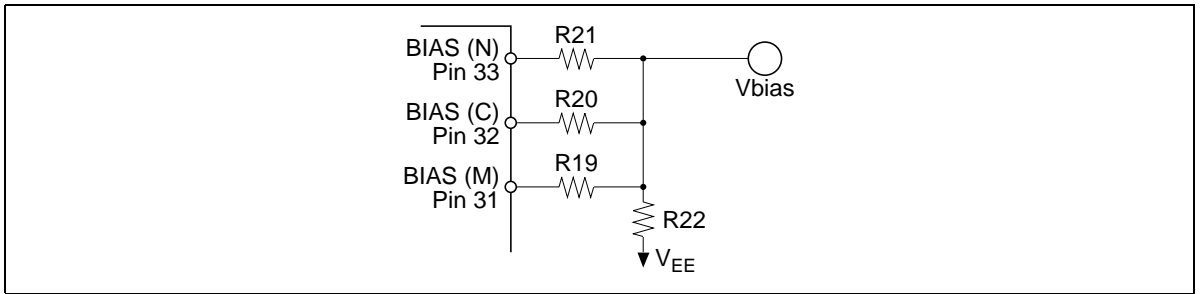 BIAS (N)
Pin 33
R21
Vbias
BIAS (C)
Pin 32
R20
BIAS (M)
Pin 31
R19
R22
VEE